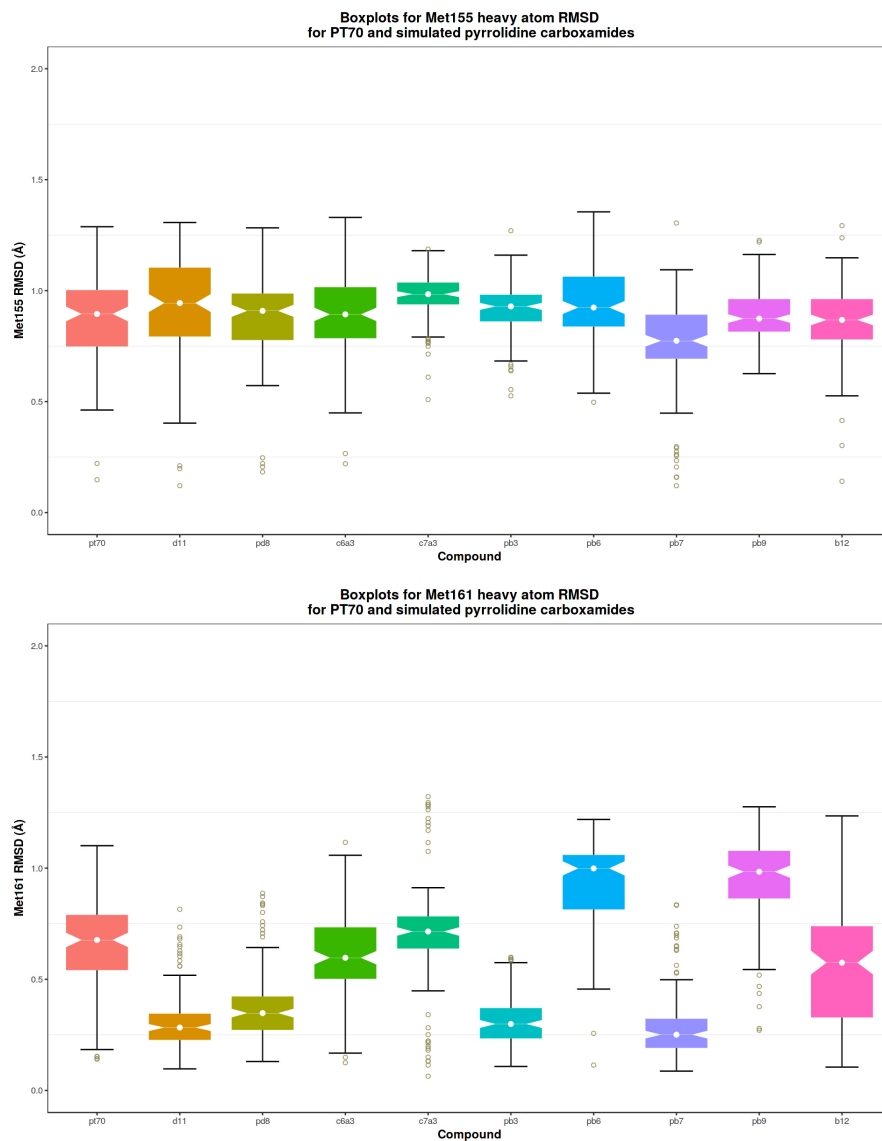 Boxplots for Met155 heavy atom RMSD
for PT70 and simulated pyrrolidine carboxamides
Met155 RMSD (Å)
2.0
1.5
1.0
0.5
0.0
pt70 d11 pd8 c6a3 c7a3 pb3 pb6 pb7 pb9 b12
Compound
Boxplots for Met161 heavy atom RMSD
for PT70 and simulated pyrrolidine carboxamides
Met161 RMSD (Å)
2.0
1.5
1.0
0.5
0.0
pt70 d11 pd8 c6a3 c7a3 pb3 pb6 pb7 pb9 b12
Compound